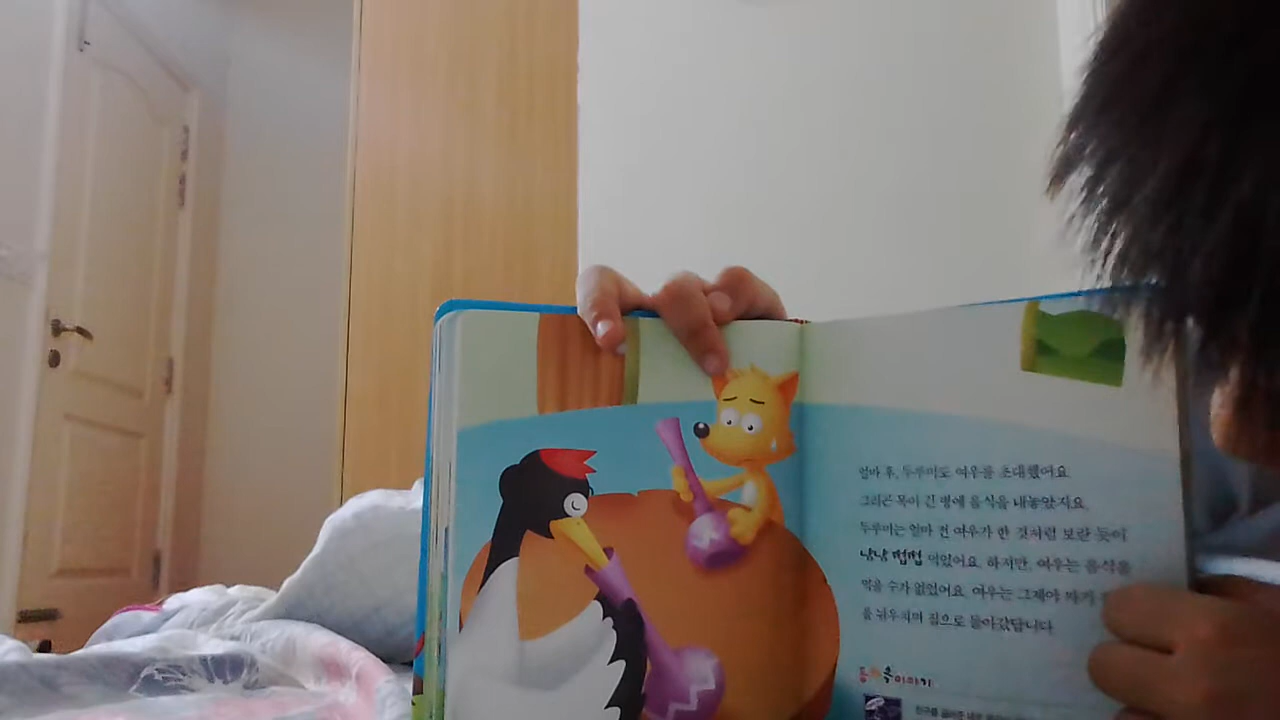 얼마 후, 두루미도 여우를 초대했어요.
그리곤 목이 긴 병에 음식을 내놓았지요.
두루미는 얼마 전 여우가 한 것처럼 보란 듯이
냠냠 쩝쩝 먹었어요. 하지만, 여우는 음식을
먹을 수가 없었어요. 여우는 그제야
를 뉘우치며 집으로 돌아갔답니다.
이야기